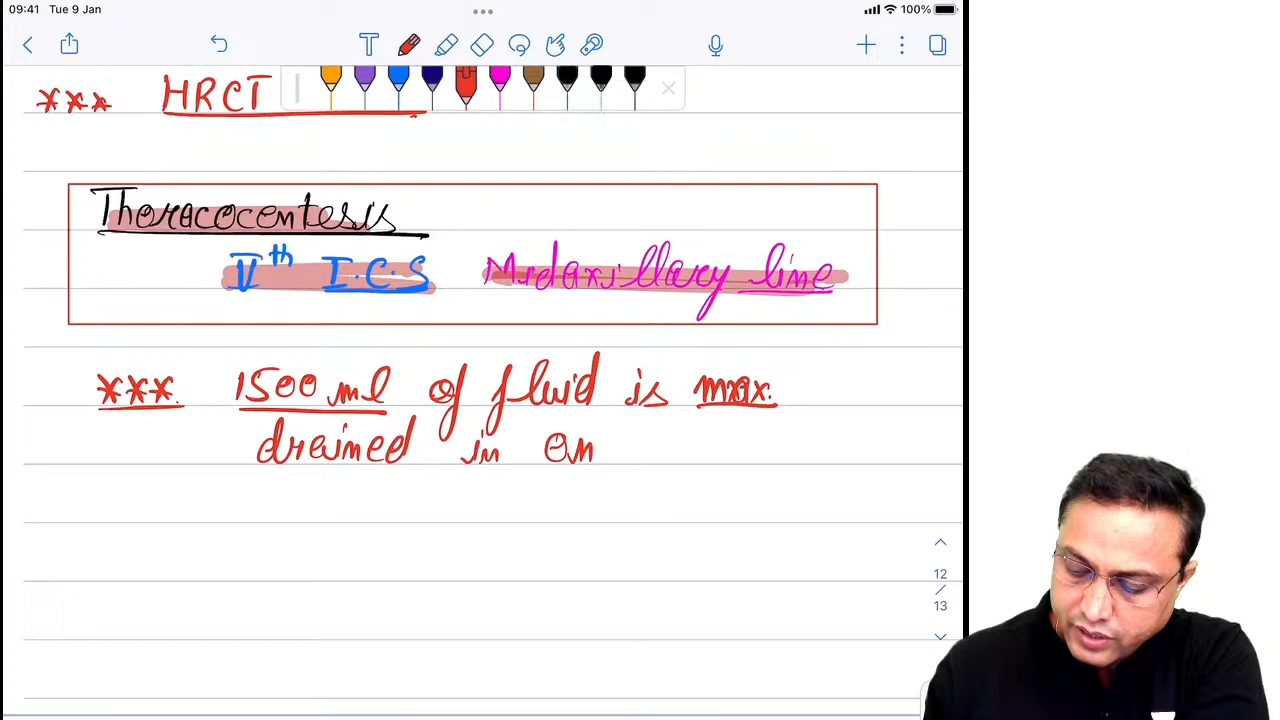 09:41 Tue 9 Jan
100%
T
*** HRCT
Thoracocentesis
Vth I.C.S Midaxillary line
*** 1500 ml of fluid is max.
drained in on
12
/
13